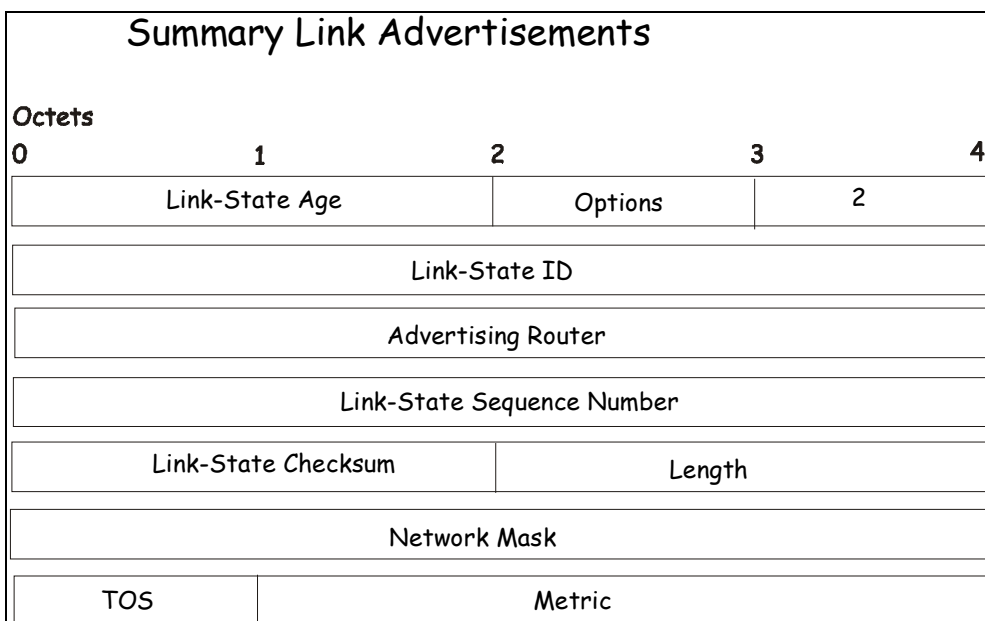 Summary Link Advertisements
Octets
0 1 2 3 4
Link-State Age Options 2
Link-State ID
Advertising Router
Link-State Sequence Number
Link-State Checksum Length
Network Mask
TOS Metric